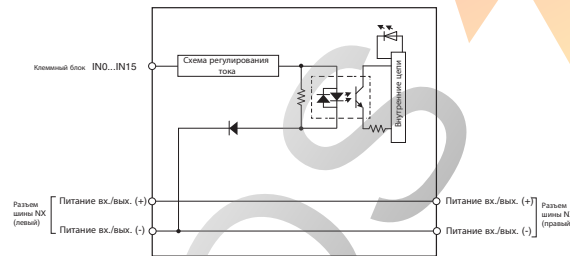 Клеммный блок IN0...IN15
Схема регулирования
тока
Внутренние цепи
Разъем
шины NX
(левый)
Питание вх./вых. (+)
Питание вх./вых. (-)
Питание вх./вых. (+)
Питание вх./вых. (-)
Разъем
шины N
(правый